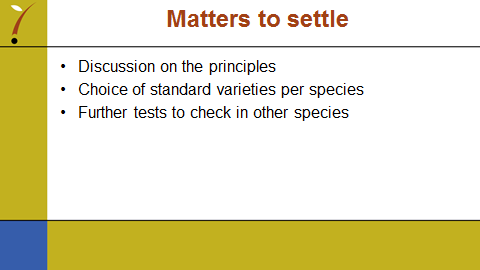 Matters to settle
• Discussion on the principles
• Choice of standard varieties per species
• Further tests to check in other species